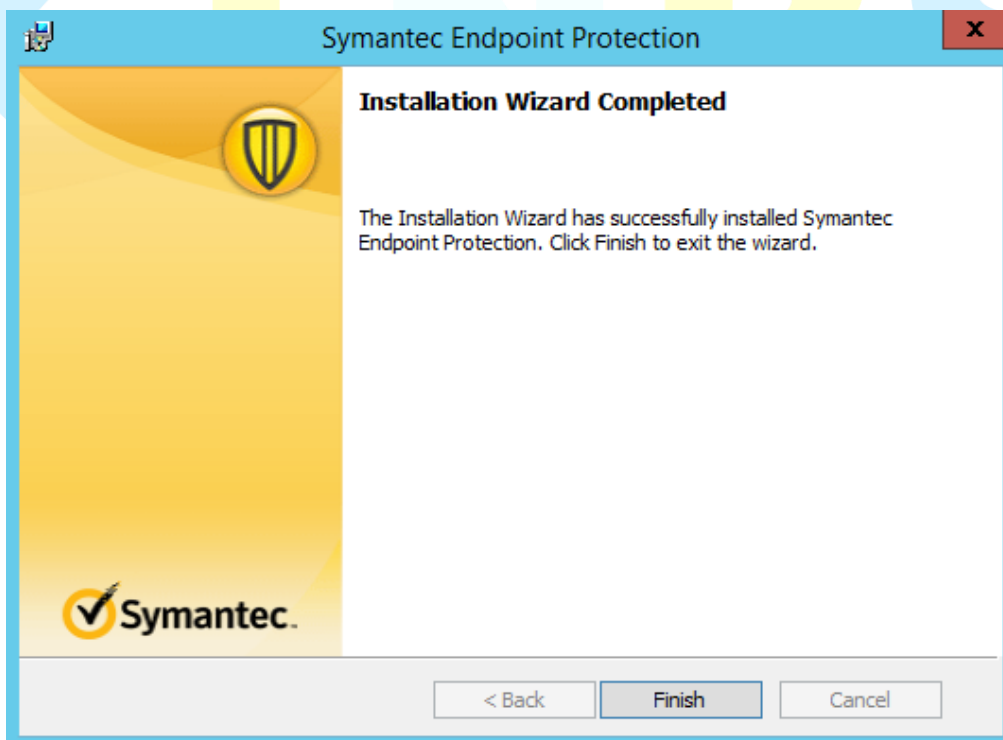 Symantec Endpoint Protection
x
Installation Wizard Completed
The Installation Wizard has successfully installed Symantec
Endpoint Protection. Click Finish to exit the wizard.
Symantec.
< Back
Finish
Cancel